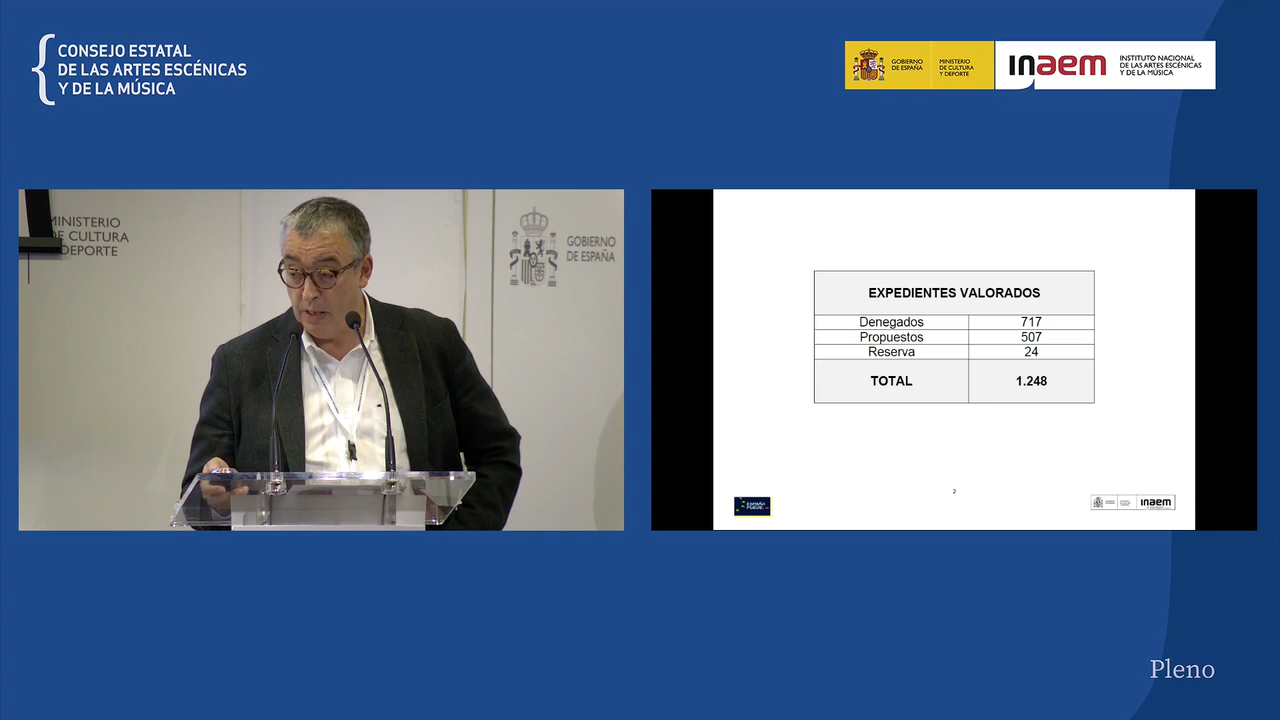 CONSEJO ESTATAL
DE LAS ARTES ESCÉNICAS
Y DE LA MÚSICA
GOBIERNO
DE ESPAÑA
MINISTERIO
DE CULTURA
Y DEPORTE
inaem
INSTITUTO NACIONAL
DE LAS ARTES ESCÉNICAS
Y DE LA MÚSICA
MINISTERIO
DE CULTURA
DEPORTE
GOBIERNO
DE ESPAÑA
EXPEDIENTES VALORADOS
Denegados 717
Propuestos 507
Reserva 24
TOTAL 1.248
2
ESPAÑA
PUEDE
inaem
Pleno